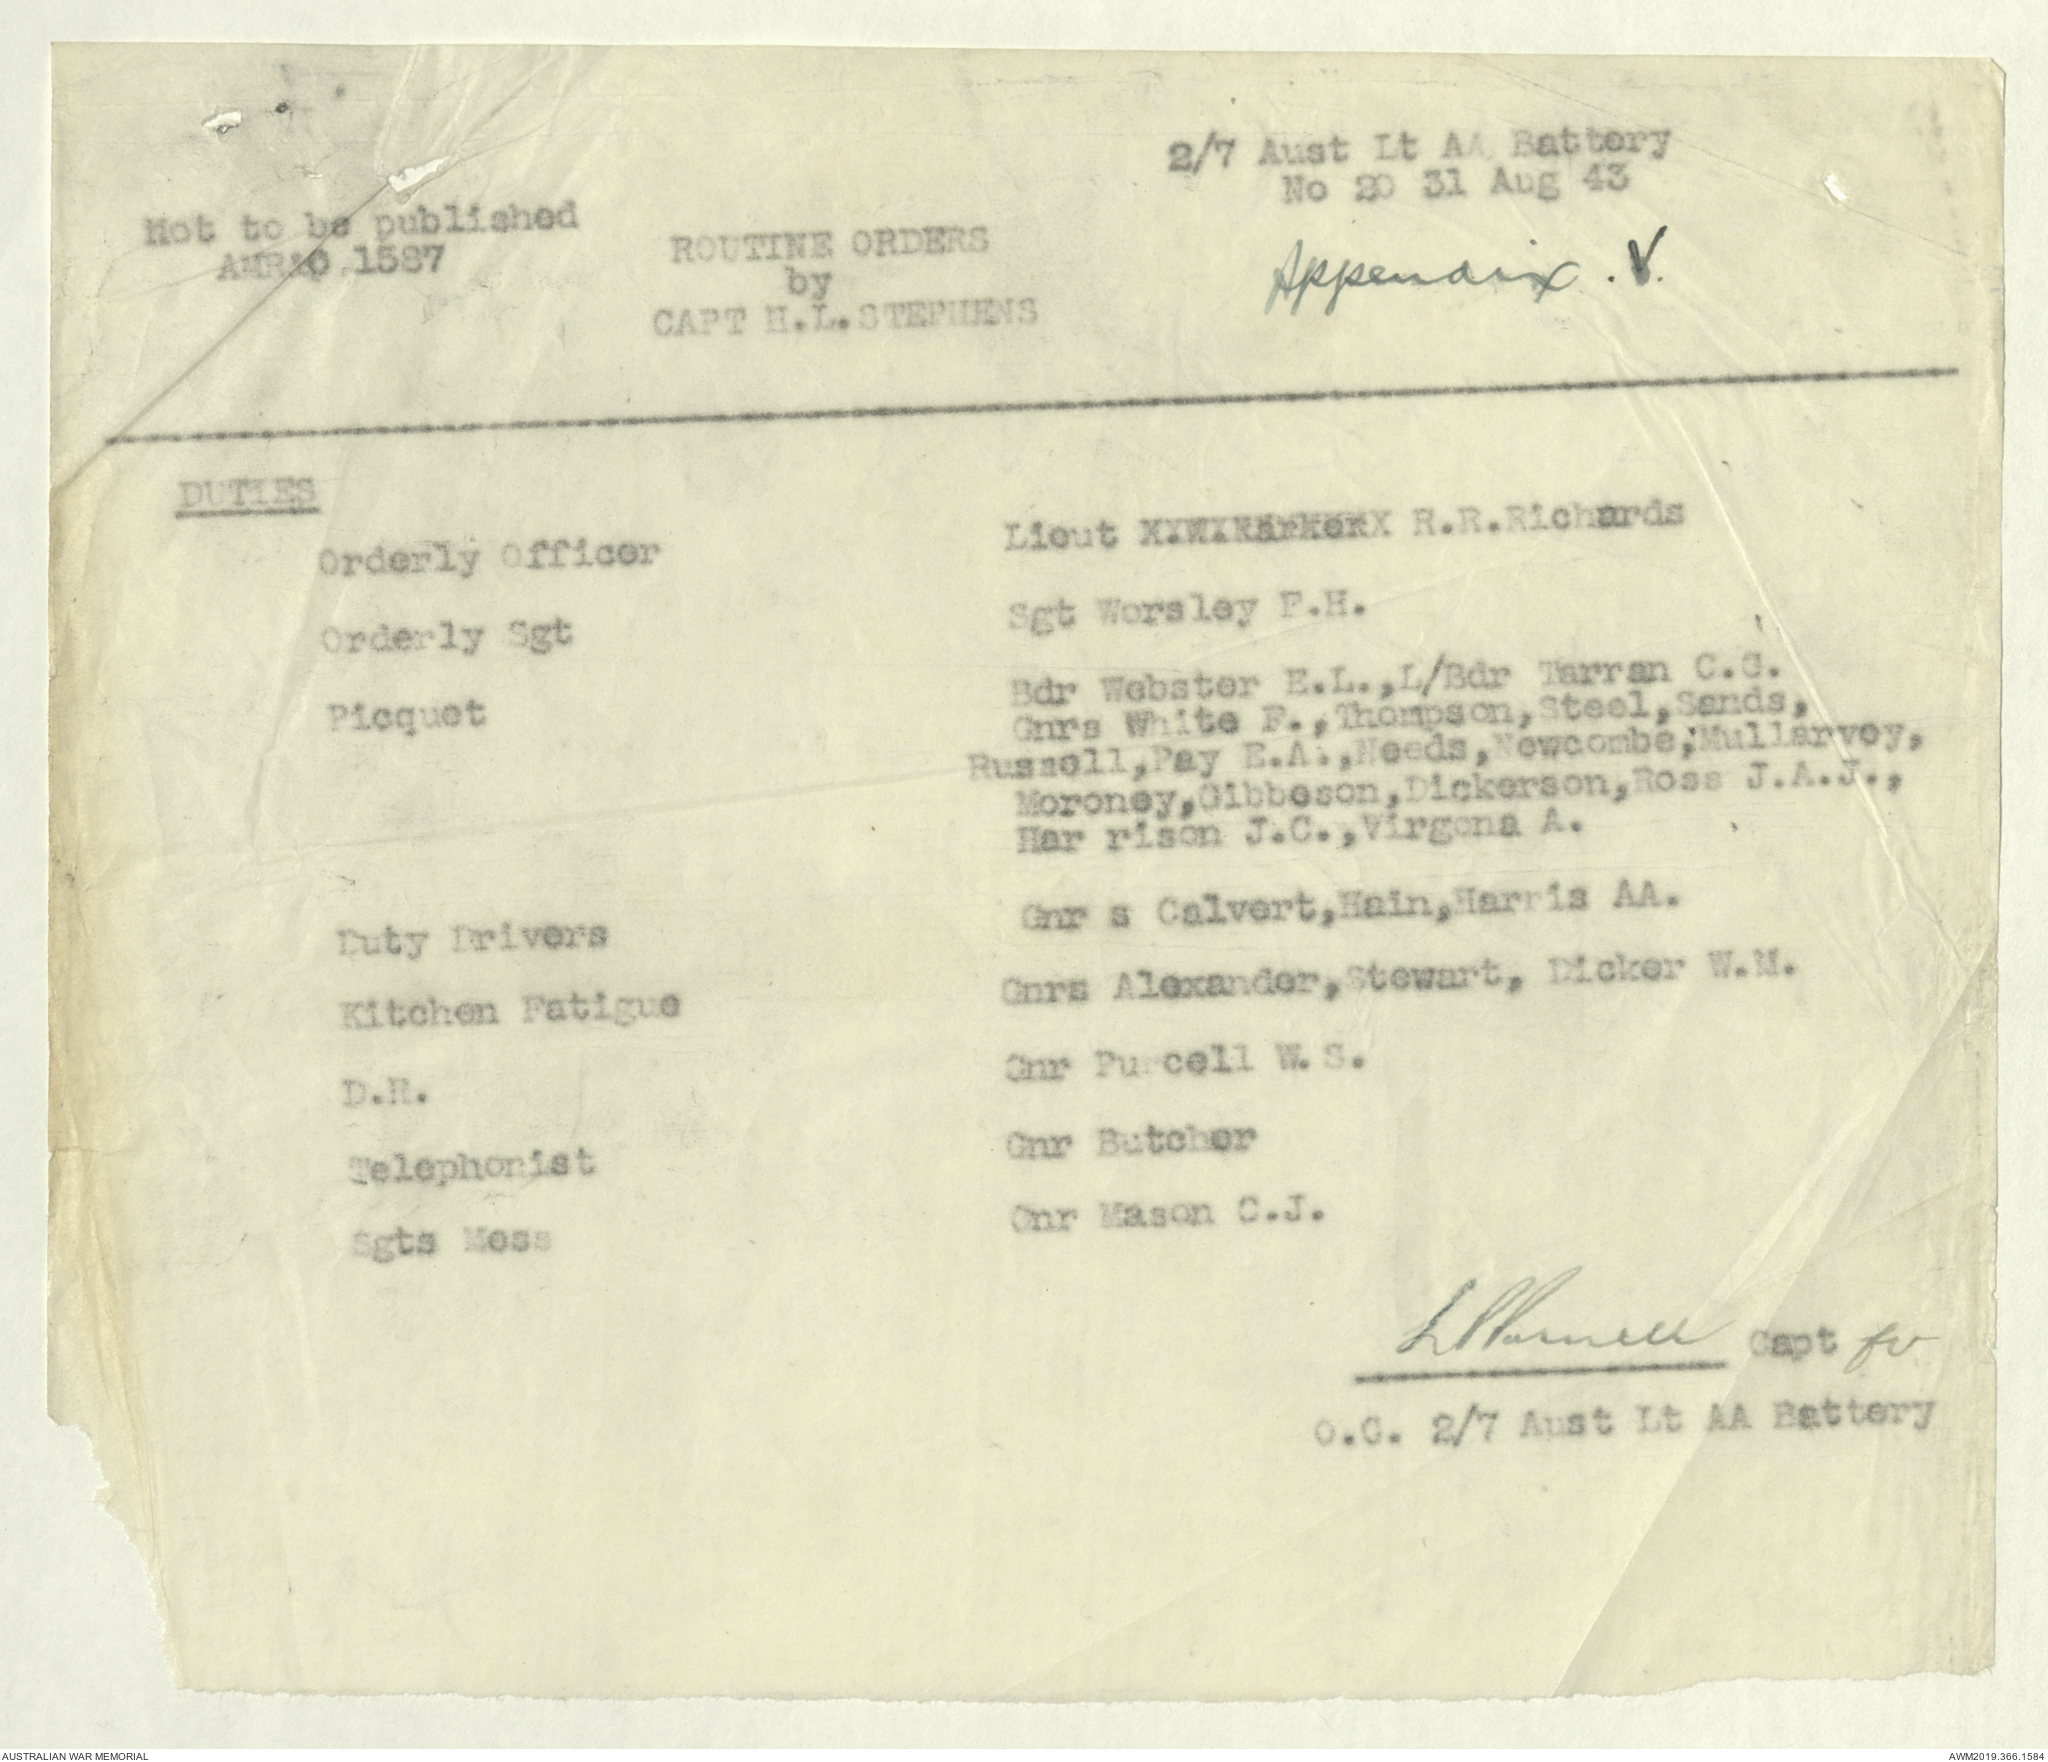 2/7 Aust Lt AA Battery
No 20 31 Aug 43
Not to be published
AMR&O 1587
ROUTINE ORDERS
by
CAPT H.L.STEPHENS
Appendix .V.
DUTIES
Orderly Officer Lieut R.R.Richards
Orderly Sgt Sgt Worsley F.H.
Picquet Bdr Webster E.L.,L/Bdr Tarran C.G.
Gnrs White F.,Thompson,Steel,Sands,
Russell,Pay E.A.,Needs,Newcombe,Mullarvey,
Moroney,Gibbeson,Dickerson,Ross J.A.J.,
Har rison J.C.,Virgona A.
Duty Drivers Gnr s Calvert,Hain,Harris AA.
Kitchen Fatigue Gnrs Alexander,Stewart, Dicker W.M.
D.R. Gnr Purcell W.S.
Telephonist Gnr Butcher
Sgts Mess Gnr Mason C.J.
Capt for
O.C. 2/7 Aust Lt AA Battery
AUSTRALIAN WAR MEMORIAL
AWM2019.366.1584